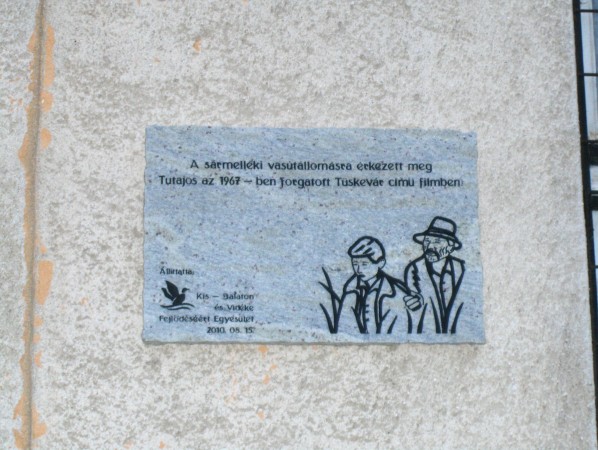 A sármelléki vasútállomásra érkezett meg
Tutajos az 1967 – ben forgatott Tüskevár című filmben
Állíttatta:
Kis – Balaton
és Vidéke
Fejlődéséért Egyesület
2010. 08. 15.